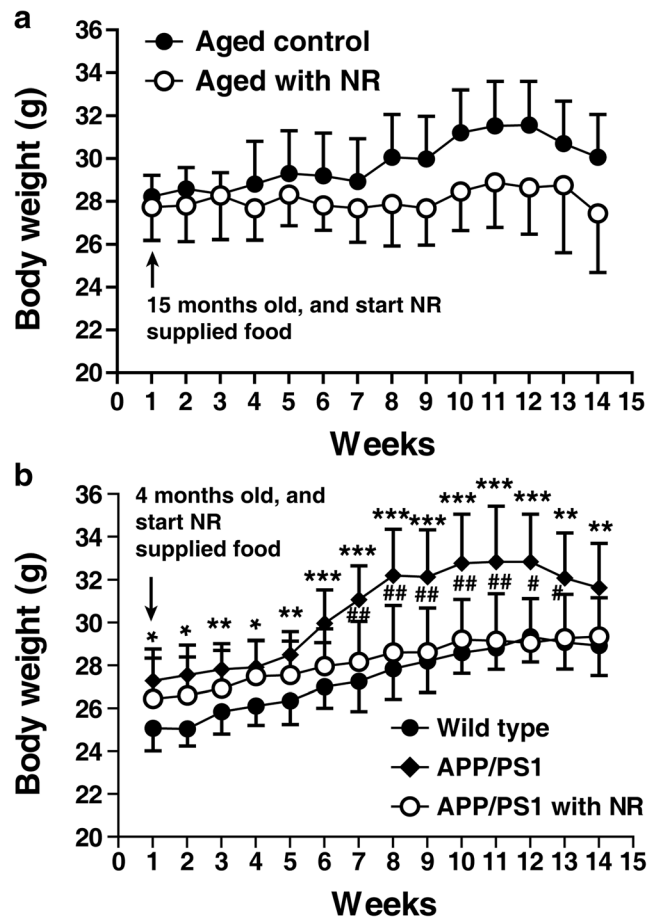 a
36
34
32
30
28
26
24
22
20
Body weight (g)
Aged control
Aged with NR
15 months old, and start NR
supplied food
0 1 2 3 4 5 6 7 8 9 10 11 12 13 14 15
Weeks
b
36
34
32
30
28
26
24
22
20
Body weight (g)
4 months old, and
start NR
supplied food
* * ** * ** *** *** *** *** *** *** *** ** **
## ## ## ## ## # #
Wild type
APP/PS1
APP/PS1 with NR
0 1 2 3 4 5 6 7 8 9 10 11 12 13 14 15
Weeks